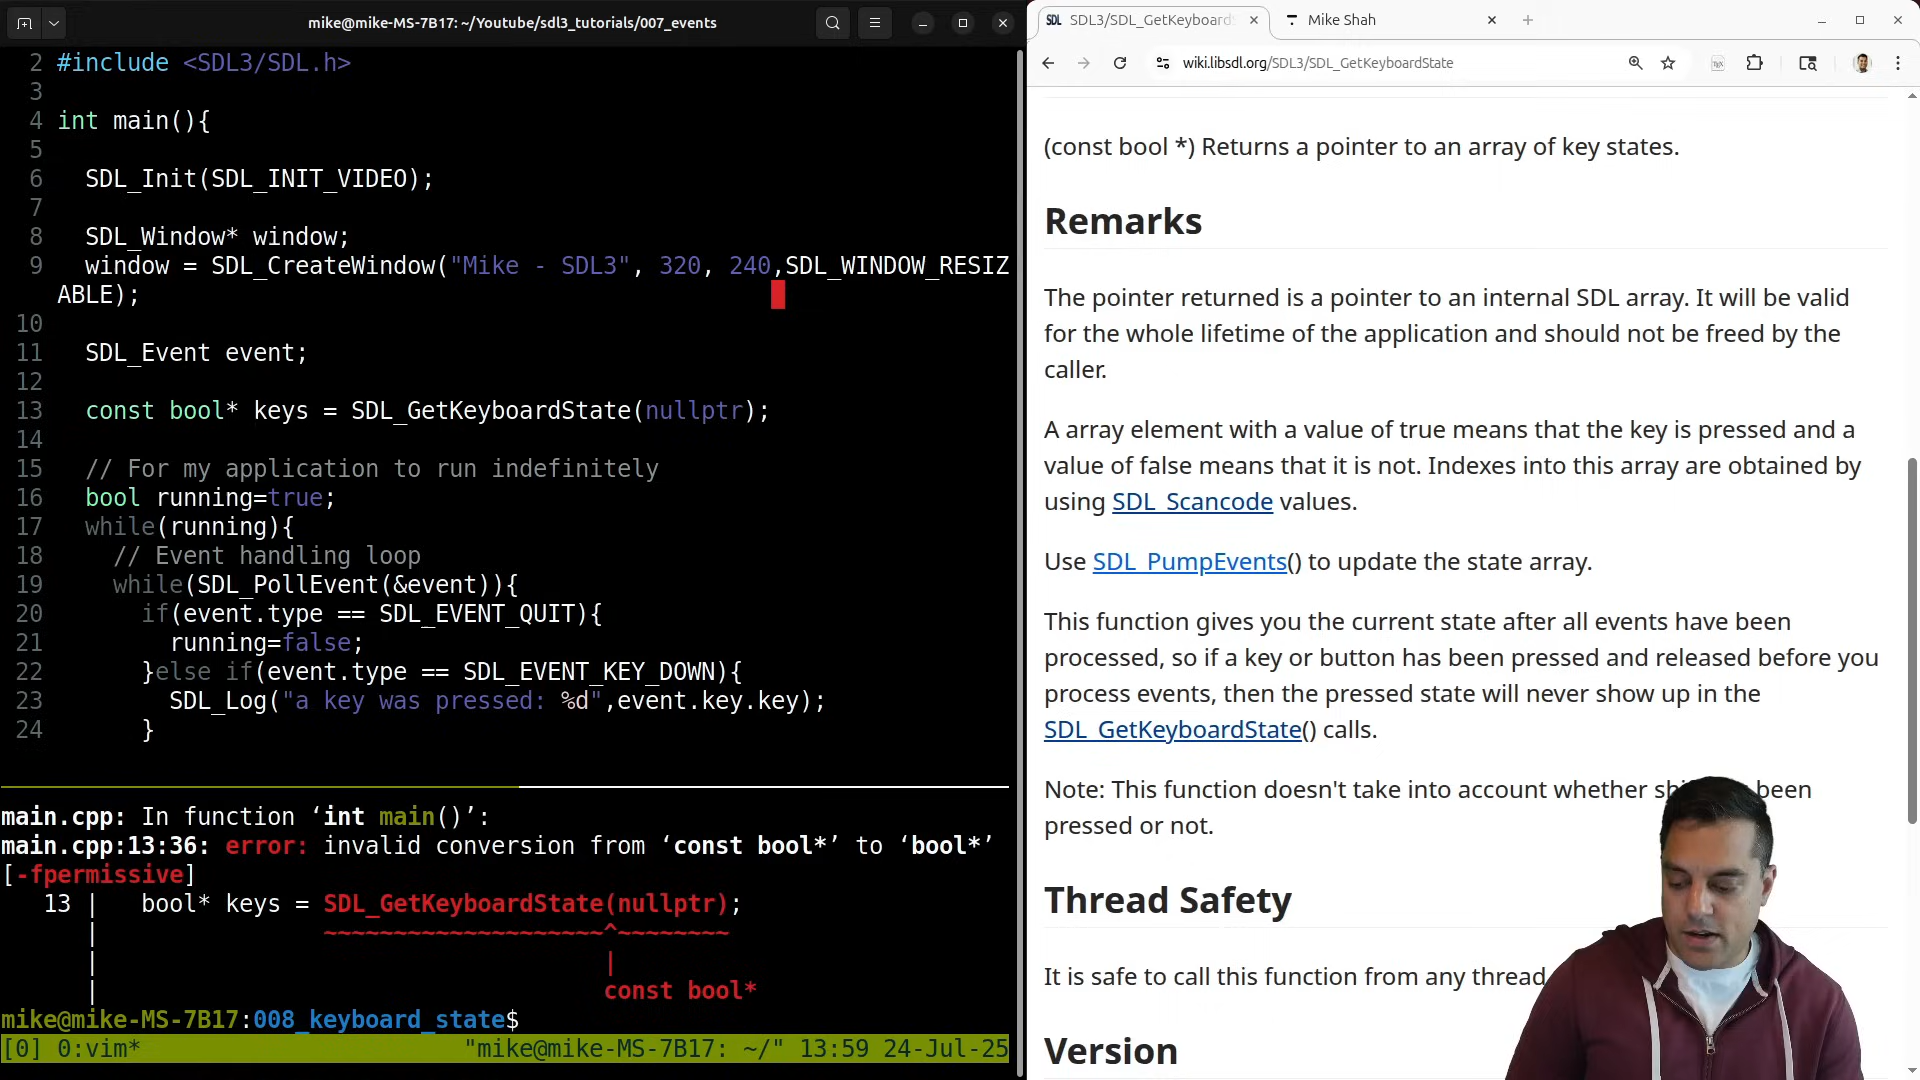 mike@mike-MS-7B17: ~/Youtube/sdl3_tutorials/007_events
2 #include <SDL3/SDL.h>
3
4 int main(){
5
6 SDL_Init(SDL_INIT_VIDEO);
7
8 SDL_Window* window;
9 window = SDL_CreateWindow("Mike - SDL3", 320, 240,SDL_WINDOW_RESIZ
ABLE);
10
11 SDL_Event event;
12
13 const bool* keys = SDL_GetKeyboardState(nullptr);
14
15 // For my application to run indefinitely
16 bool running=true;
17 while(running){
18 // Event handling loop
19 while(SDL_PollEvent(&event)){
20 if(event.type == SDL_EVENT_QUIT){
21 running=false;
22 }else if(event.type == SDL_EVENT_KEY_DOWN){
23 SDL_Log("a key was pressed: %d",event.key.key);
24 }
main.cpp: In function ‘int main()’:
main.cpp:13:36: error: invalid conversion from ‘const bool*’ to ‘bool*’
[-fpermissive]
13 | bool* keys = SDL_GetKeyboardState(nullptr);
| ~~~~~~~~~~~~~~~~~~~~^~~~~~~~~
| |
| const bool*
mike@mike-MS-7B17:008_keyboard_state$
[0] 0:vim* "mike@mike-MS-7B17: ~/" 13:59 24-Jul-25
SDL SDL3/SDL_GetKeyboardS
Mike Shah
wiki.libsdl.org/SDL3/SDL_GetKeyboardState
(const bool *) Returns a pointer to an array of key states.
Remarks
The pointer returned is a pointer to an internal SDL array. It will be valid
for the whole lifetime of the application and should not be freed by the
caller.
A array element with a value of true means that the key is pressed and a
value of false means that it is not. Indexes into this array are obtained by
using SDL_Scancode values.
Use SDL_PumpEvents() to update the state array.
This function gives you the current state after all events have been
processed, so if a key or button has been pressed and released before you
process events, then the pressed state will never show up in the
SDL_GetKeyboardState() calls.
Note: This function doesn't take into account whether been
pressed or not.
Thread Safety
It is safe to call this function from any thread
Version